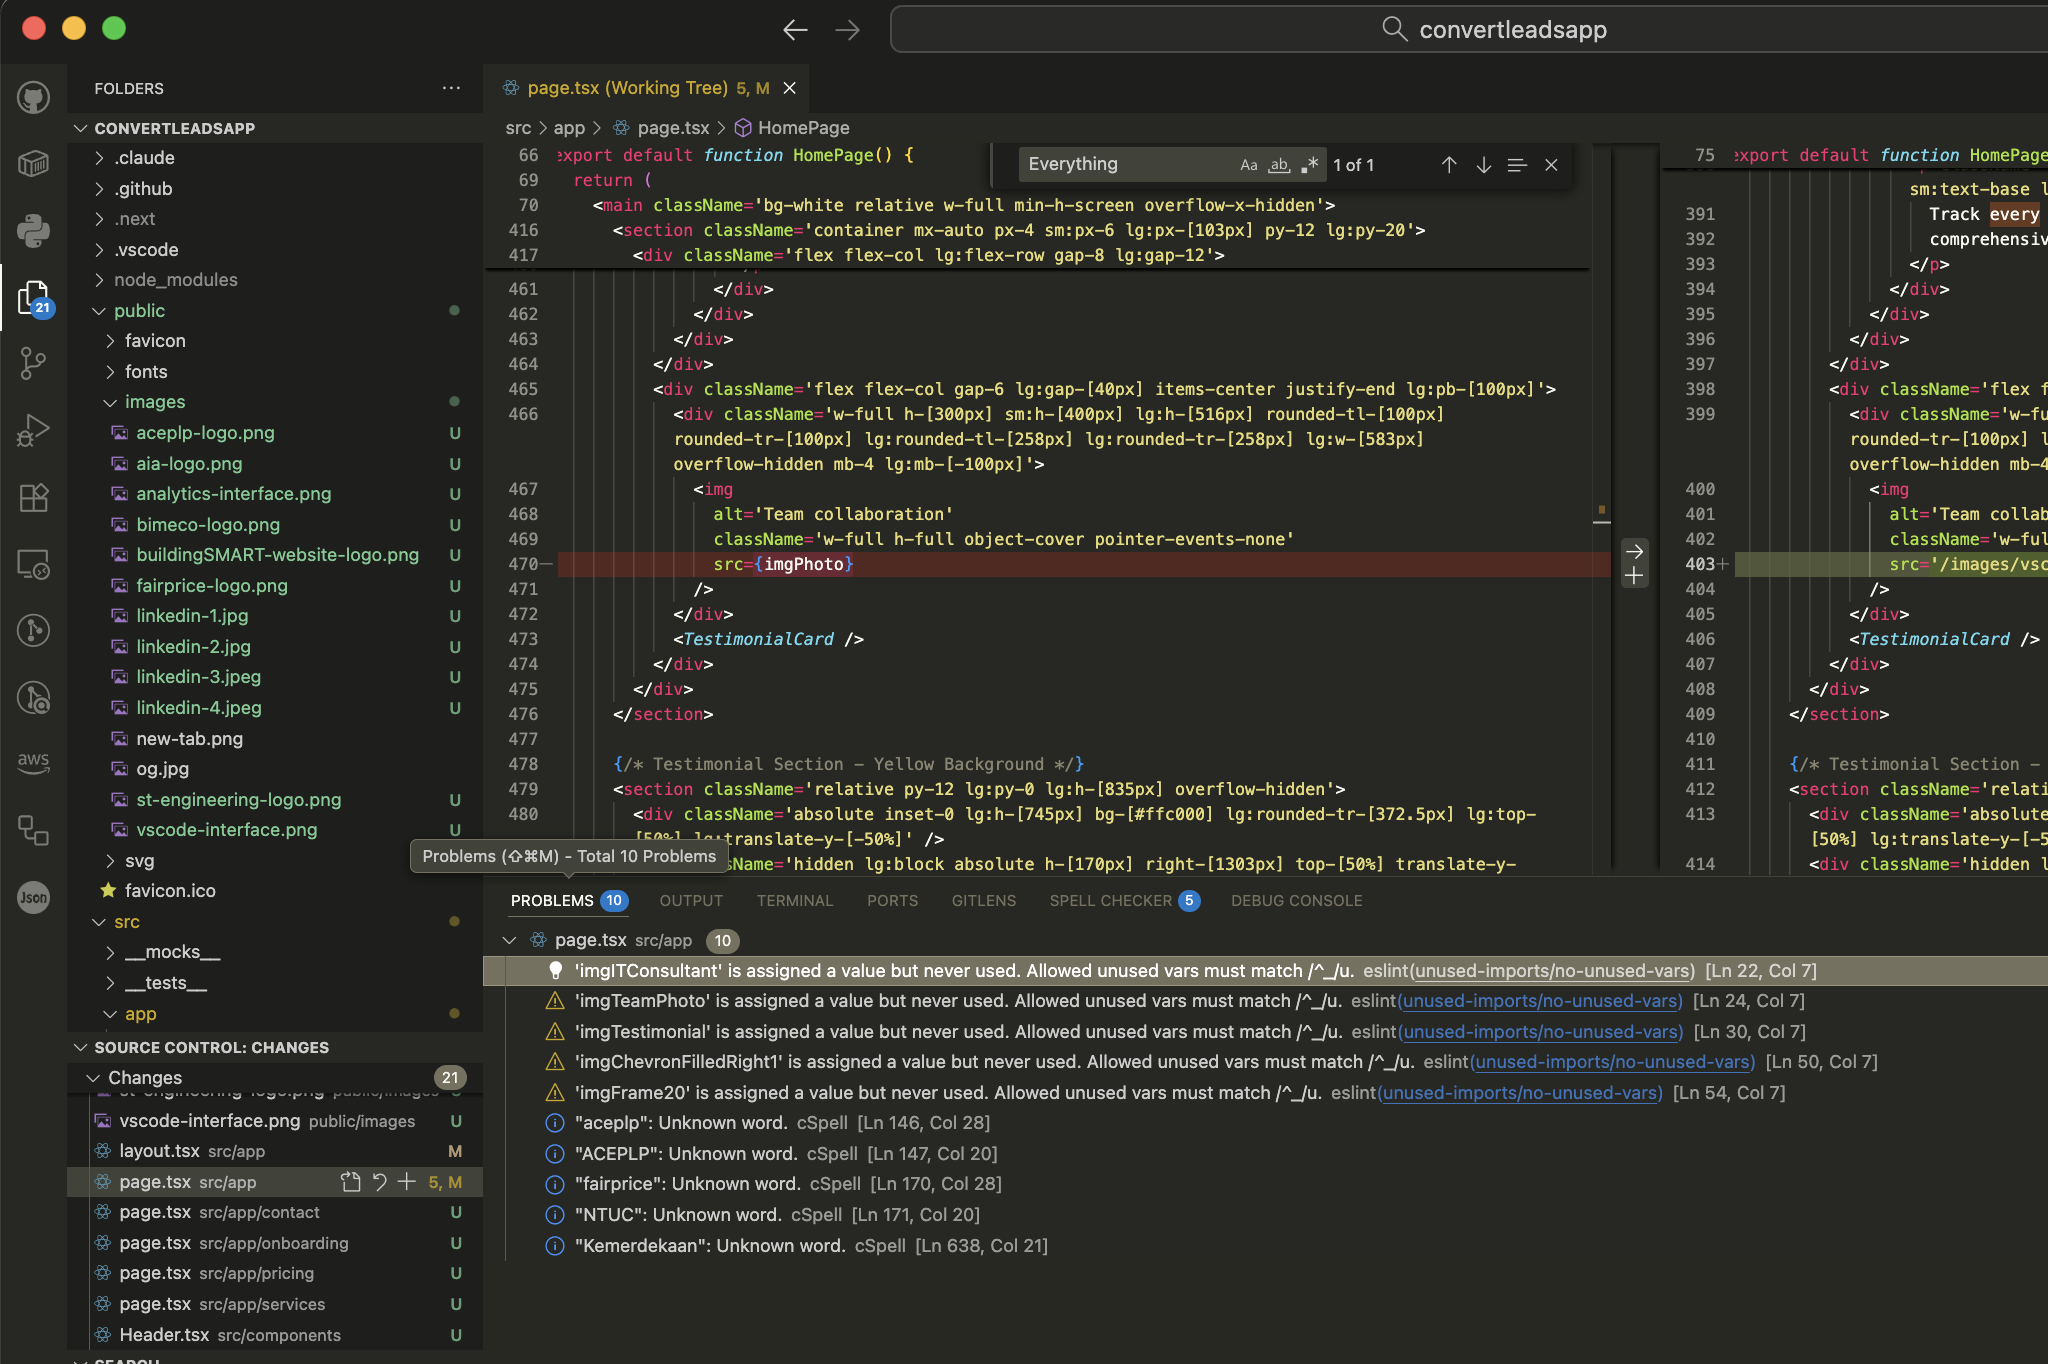 convertleadsapp
FOLDERS
CONVERTLEADSAPP
.claude
.github
.next
.vscode
node_modules
public
favicon
fonts
images
aceplp-logo.png U
aia-logo.png U
analytics-interface.png U
bimeco-logo.png U
buildingSMART-website-logo.png U
fairprice-logo.png U
linkedin-1.jpg U
linkedin-2.jpg U
linkedin-3.jpeg U
linkedin-4.jpeg U
new-tab.png
og.jpg
st-engineering-logo.png U
vscode-interface.png U
svg
favicon.ico
src
__mocks__
__tests__
app
SOURCE CONTROL: CHANGES
Changes 21
st-engineering-logo.png public/images U
vscode-interface.png public/images U
layout.tsx src/app M
page.tsx src/app 5, M
page.tsx src/app/contact U
page.tsx src/app/onboarding U
page.tsx src/app/pricing U
page.tsx src/app/services U
Header.tsx src/components U
SEARCH
21
aws
Json
page.tsx (Working Tree) 5, M
src > app > page.tsx > HomePage
Everything Aa ab 1 of 1
66 export default function HomePage() {
69 return (
70 <main className='bg-white relative w-full min-h-screen overflow-x-hidden'>
416 <section className='container mx-auto px-4 sm:px-6 lg:px-[103px] py-12 lg:py-20'>
417 <div className='flex flex-col lg:flex-row gap-8 lg:gap-12'>
461 </div>
462 </div>
463 </div>
464 </div>
465 <div className='flex flex-col gap-6 lg:gap-[40px] items-center justify-end lg:pb-[100px]'>
466 <div className='w-full h-[300px] sm:h-[400px] lg:h-[516px] rounded-tl-[100px]
rounded-tr-[100px] lg:rounded-tl-[258px] lg:rounded-tr-[258px] lg:w-[583px]
overflow-hidden mb-4 lg:mb-[-100px]'>
467 <img
468 alt='Team collaboration'
469 className='w-full h-full object-cover pointer-events-none'
470 src={imgPhoto}
471 />
472 </div>
473 <TestimonialCard />
474 </div>
475 </div>
476 </section>
477
478 {/* Testimonial Section – Yellow Background */}
479 <section className='relative py-12 lg:py-0 lg:h-[835px] overflow-hidden'>
480 <div className='absolute inset-0 lg:h-[745px] bg-[#ffc000] lg:rounded-tr-[372.5px] lg:top-
[50%] lg:translate-y-[-50%]' />
sName='hidden lg:block absolute h-[170px] right-[1303px] top-[50%] translate-y-
75 export default function HomePage
sm:text-base l
391 Track every
392 comprehensiv
393 </p>
394 </div>
395 </div>
396 </div>
397 </div>
398 <div className='flex f
399 <div className='w-fu
rounded-tr-[100px] l
overflow-hidden mb-4
400 <img
401 alt='Team collab
402 className='w-ful
403+ src='/images/vsc
404 />
405 </div>
406 <TestimonialCard />
407 </div>
408 </div>
409 </section>
410
411 {/* Testimonial Section –
412 <section className='relati
413 <div className='absolute
[50%] lg:translate-y-[-5
414 <div className='hidden l
Problems (⇧⌘M) - Total 10 Problems
PROBLEMS 10 OUTPUT TERMINAL PORTS GITLENS SPELL CHECKER 5 DEBUG CONSOLE
page.tsx src/app 10
'imgITConsultant' is assigned a value but never used. Allowed unused vars must match /^_/u. eslint(unused-imports/no-unused-vars) [Ln 22, Col 7]
'imgTeamPhoto' is assigned a value but never used. Allowed unused vars must match /^_/u. eslint(unused-imports/no-unused-vars) [Ln 24, Col 7]
'imgTestimonial' is assigned a value but never used. Allowed unused vars must match /^_/u. eslint(unused-imports/no-unused-vars) [Ln 30, Col 7]
'imgChevronFilledRight1' is assigned a value but never used. Allowed unused vars must match /^_/u. eslint(unused-imports/no-unused-vars) [Ln 50, Col 7]
'imgFrame20' is assigned a value but never used. Allowed unused vars must match /^_/u. eslint(unused-imports/no-unused-vars) [Ln 54, Col 7]
"aceplp": Unknown word. cSpell [Ln 146, Col 28]
"ACEPLP": Unknown word. cSpell [Ln 147, Col 20]
"fairprice": Unknown word. cSpell [Ln 170, Col 28]
"NTUC": Unknown word. cSpell [Ln 171, Col 20]
"Kemerdekaan": Unknown word. cSpell [Ln 638, Col 21]